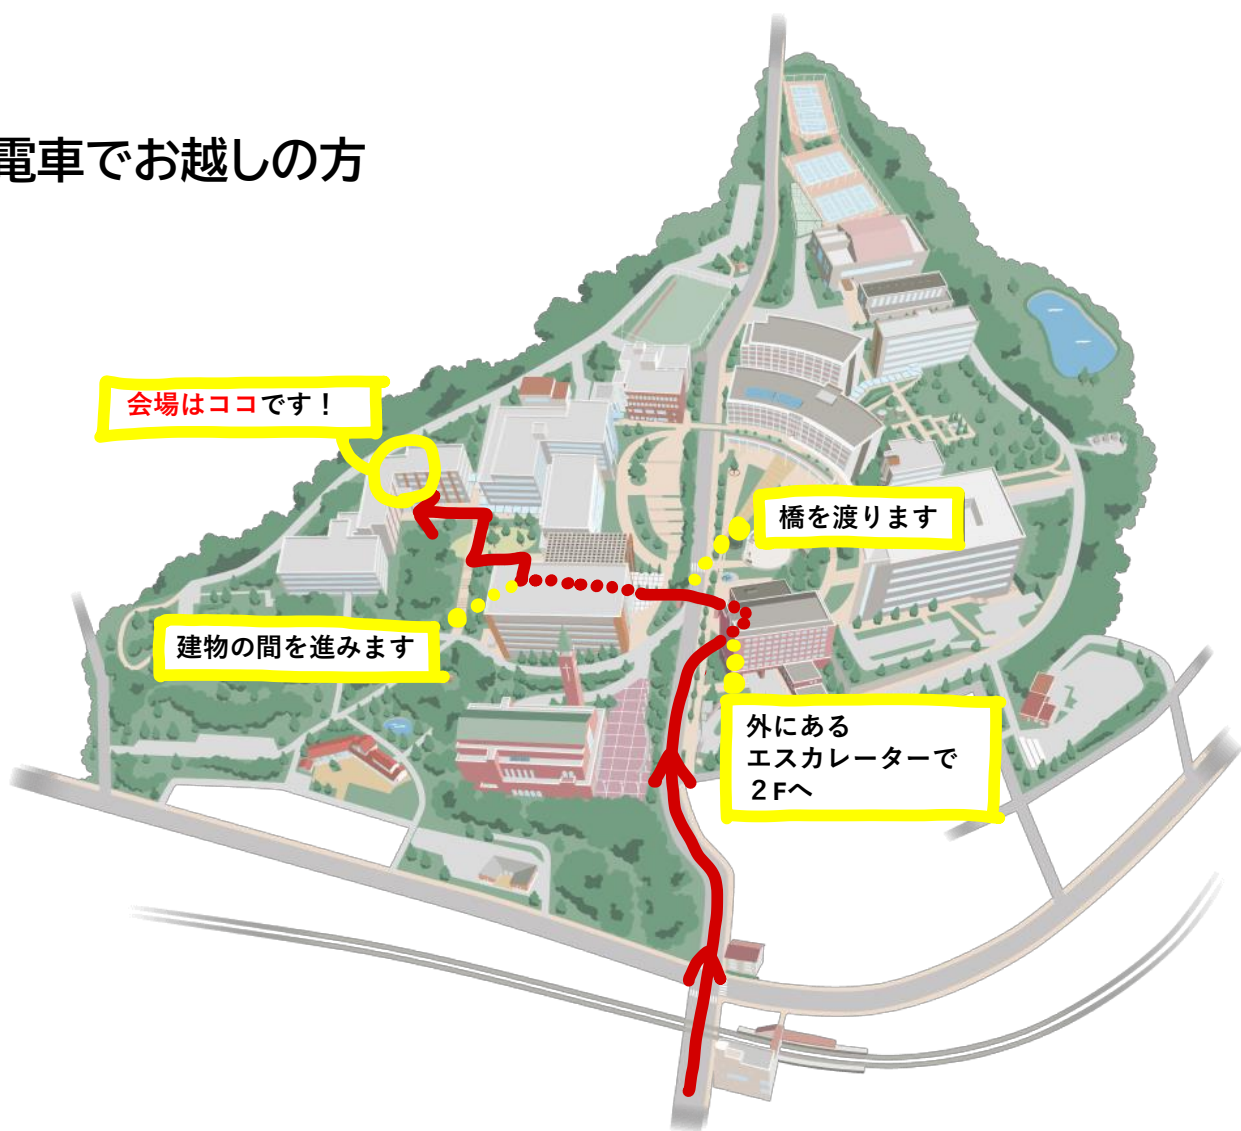 電車でお越しの方
会場はココです！
橋を渡ります
建物の間を進みます
外にある
エスカレーターで
２Fへ